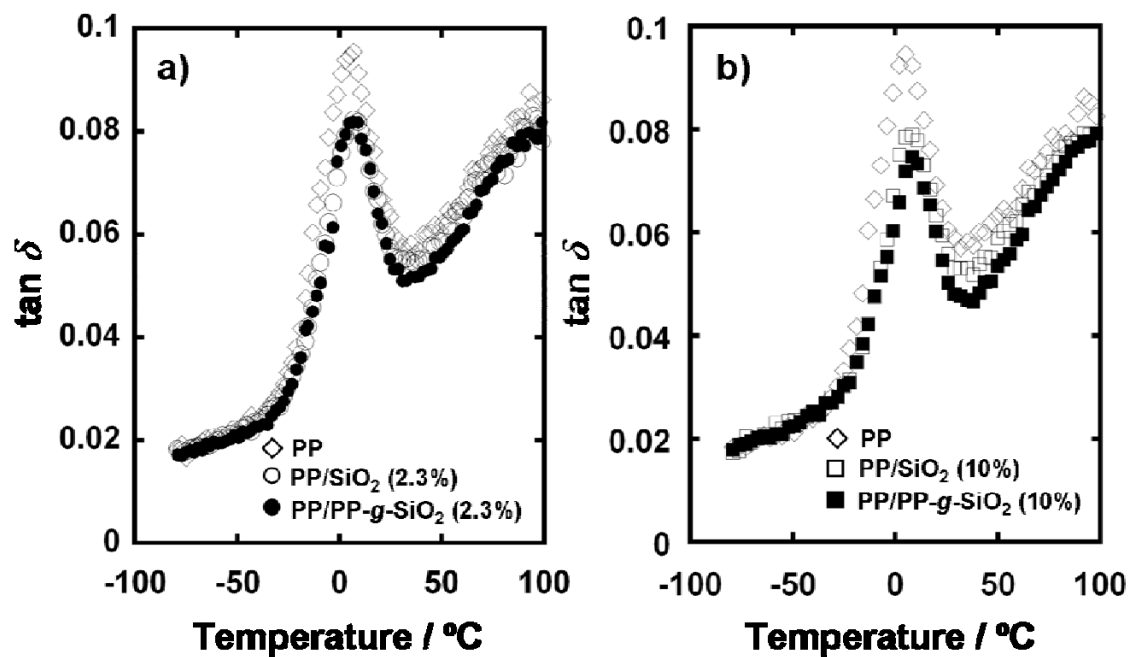 a)
tan δ
0.1
0.08
0.06
0.04
0.02
0
PP
PP/SiO₂ (2.3%)
PP/PP-g-SiO₂ (2.3%)
-100 -50 0 50 100
Temperature / ºC
b)
tan δ
0.1
0.08
0.06
0.04
0.02
0
PP
PP/SiO₂ (10%)
PP/PP-g-SiO₂ (10%)
-100 -50 0 50 100
Temperature / ºC